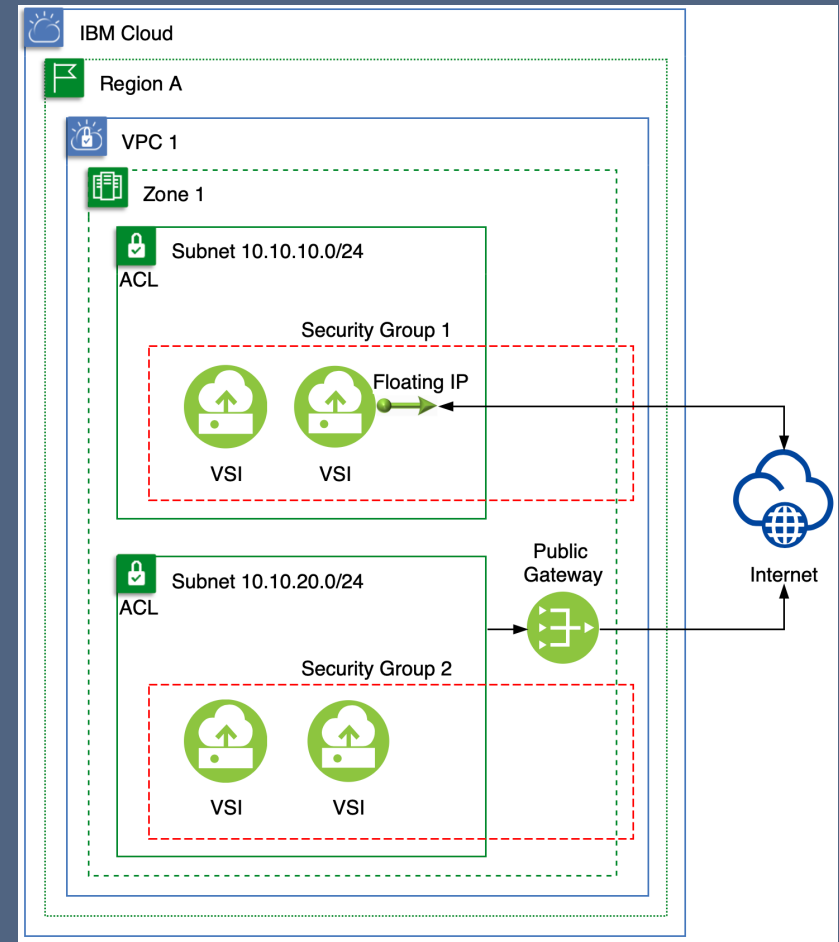 IBM Cloud
Region A
VPC 1
Zone 1
Subnet 10.10.10.0/24
ACL
Security Group 1
Floating IP
VSI
VSI
Internet
Subnet 10.10.20.0/24
ACL
Public
Gateway
Security Group 2
VSI
VSI